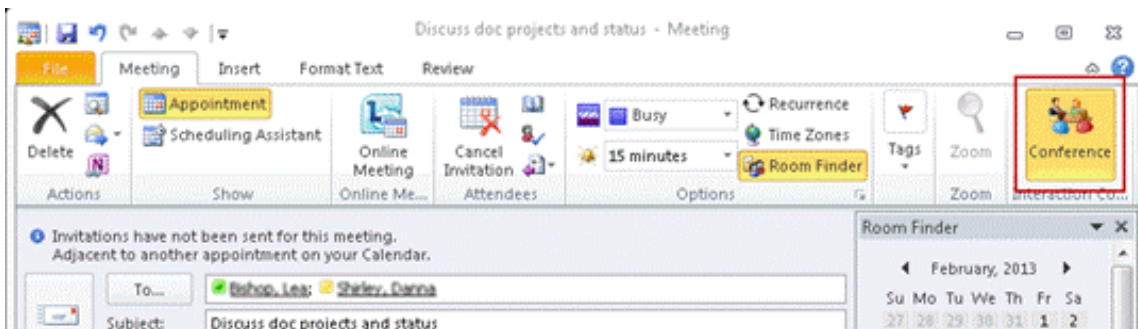 Discuss doc projects and status - Meeting
File Meeting Insert Format Text Review
Delete
Appointment
Scheduling Assistant
Online Meeting
Cancel Invitation
Busy
15 minutes
Recurrence
Time Zones
Room Finder
Tags
Zoom
Conference
Actions Show Online Me... Attendees Options Zoom Interaction Co...
Invitations have not been sent for this meeting.
Adjacent to another appointment on your Calendar.
To... Bishop, Lea; Shirley, Danna
Subject: Discuss doc projects and status
Room Finder
February, 2013
Su Mo Tu We Th Fr Sa
27 28 29 30 31 1 2